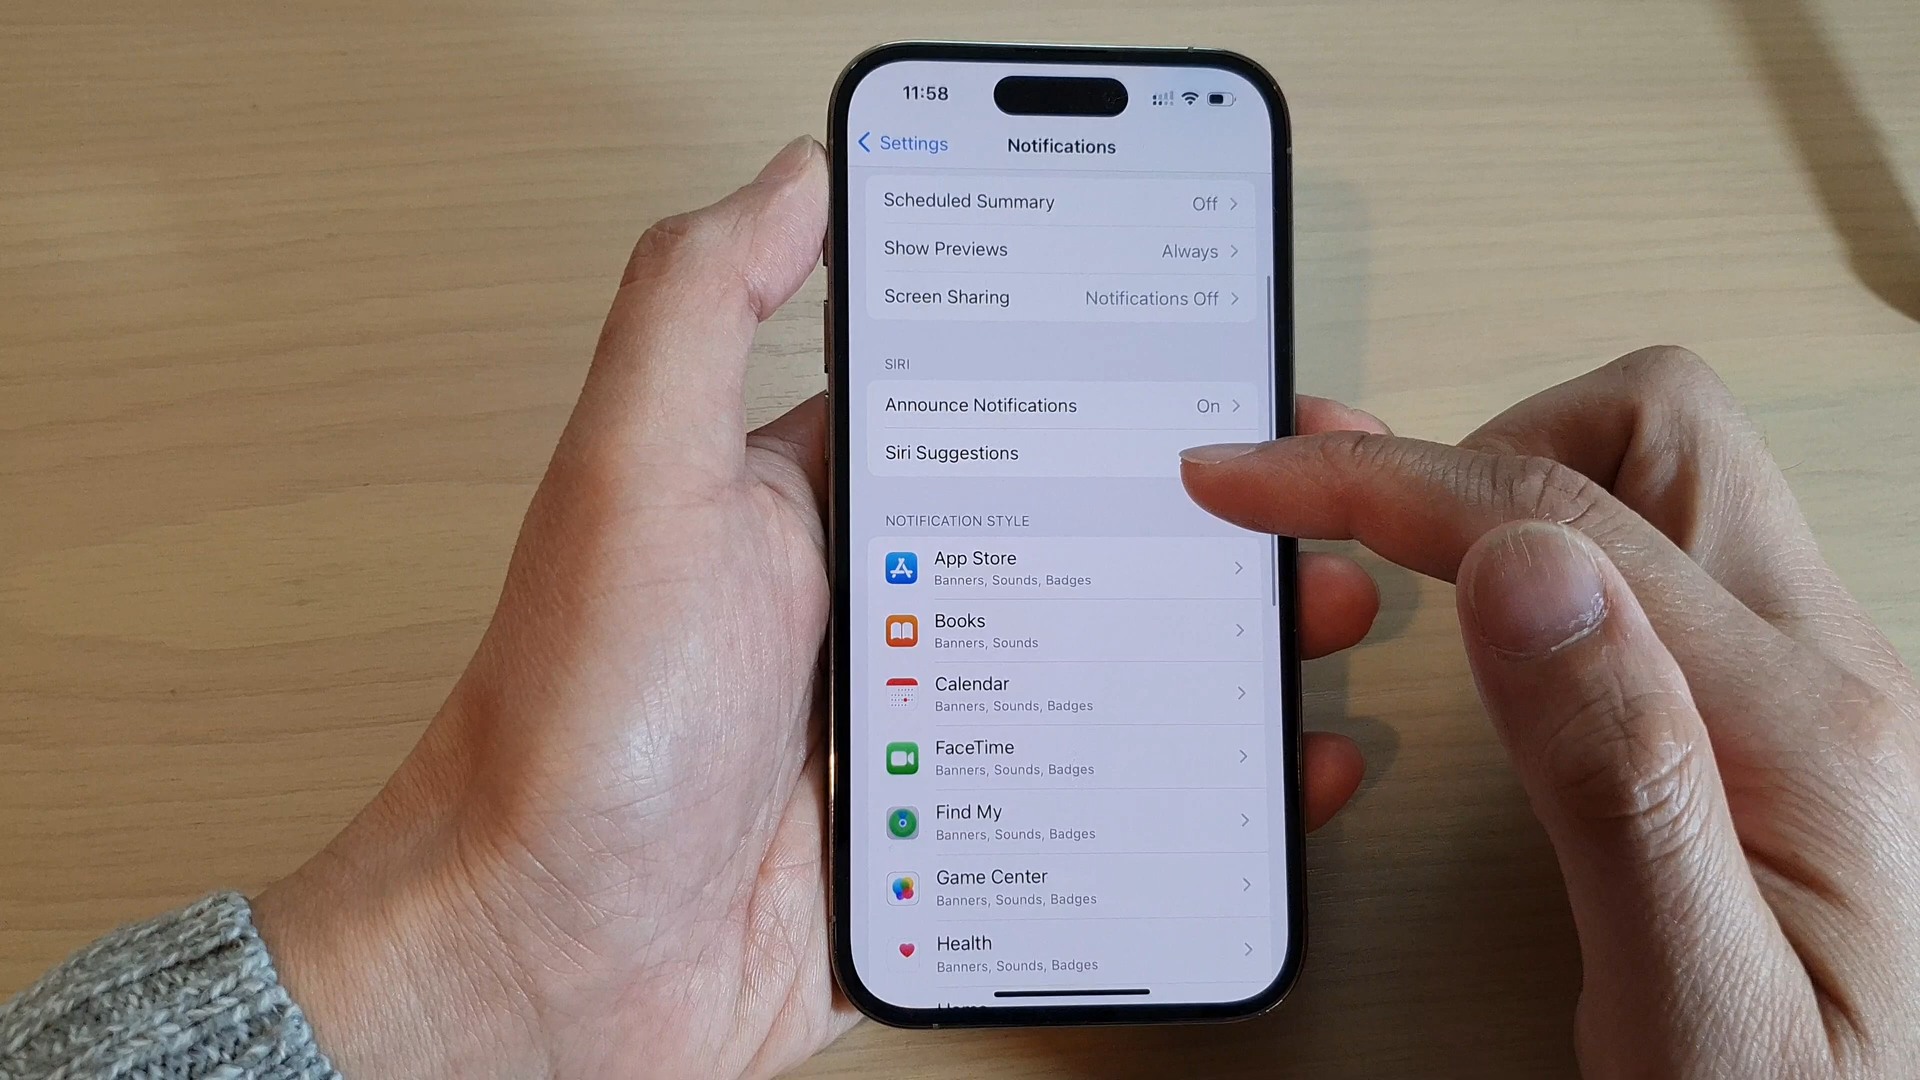 11:58
Settings
Notifications
Scheduled Summary Off
Show Previews Always
Screen Sharing Notifications Off
SIRI
Announce Notifications On
Siri Suggestions
NOTIFICATION STYLE
App Store
Banners, Sounds, Badges
Books
Banners, Sounds
Calendar
Banners, Sounds, Badges
FaceTime
Banners, Sounds, Badges
Find My
Banners, Sounds, Badges
Game Center
Banners, Sounds, Badges
Health
Banners, Sounds, Badges